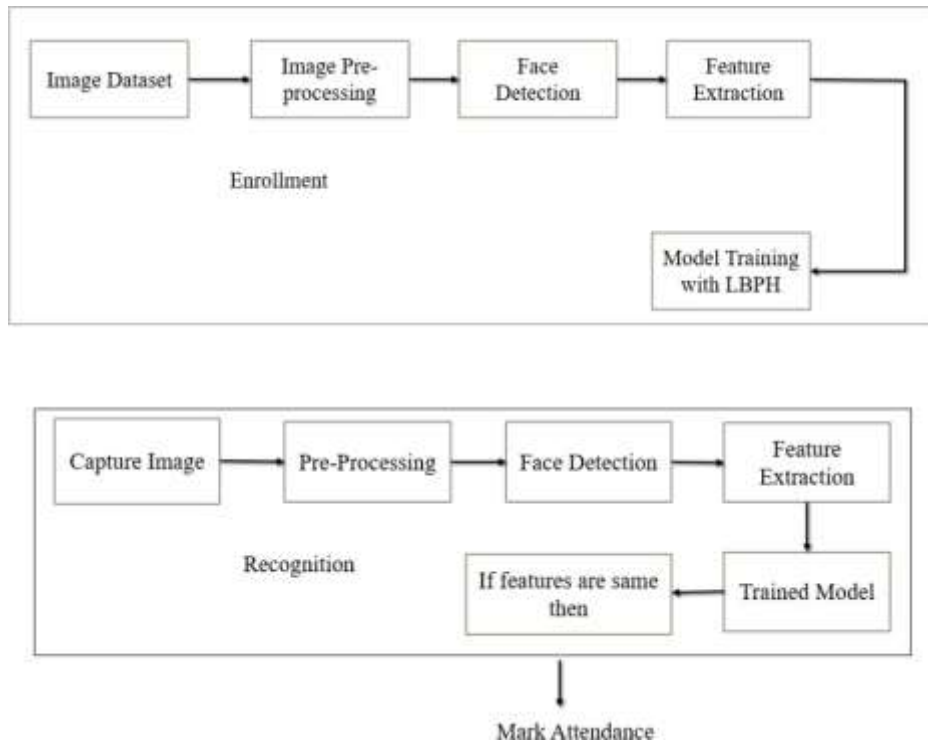 Image Dataset
Image Pre-
processing
Face
Detection
Feature
Extraction
Enrollment
Model Training
with LBPH
Capture Image
Pre-Processing
Face Detection
Feature
Extraction
Recognition
If features are same
then
Trained Model
Mark Attendance